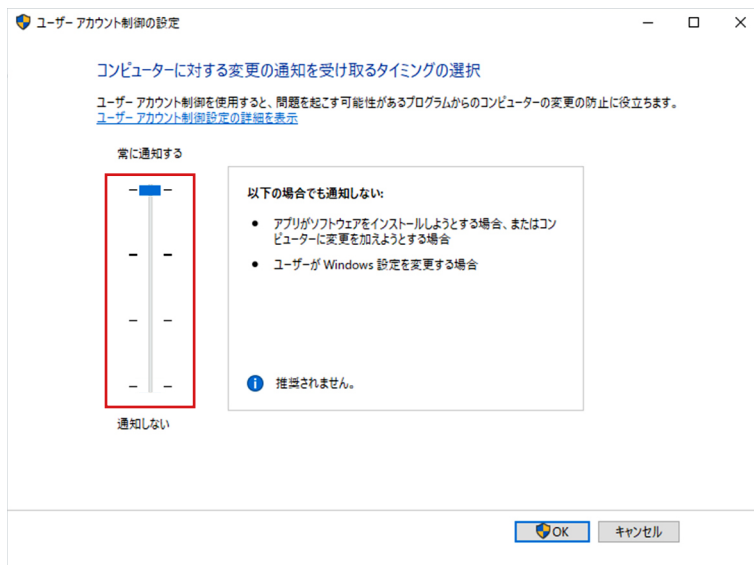 ユーザー アカウント制御の設定
コンピューターに対する変更の通知を受け取るタイミングの選択
ユーザー アカウント制御を使用すると、問題を起こす可能性があるプログラムからのコンピューターの変更の防止に役立ちます。
ユーザー アカウント制御設定の詳細を表示
常に通知する
以下の場合でも通知しない:
● アプリがソフトウェアをインストールしようとする場合、またはコン
ピューターに変更を加えようとする場合
● ユーザーが Windows 設定を変更する場合
推奨されません。
通知しない
OK
キャンセル